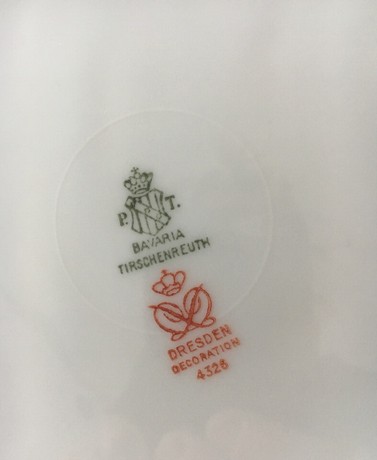 P. T.
BAVARIA
TIRSCHENREUTH
DRESDEN
DECORATION
4328